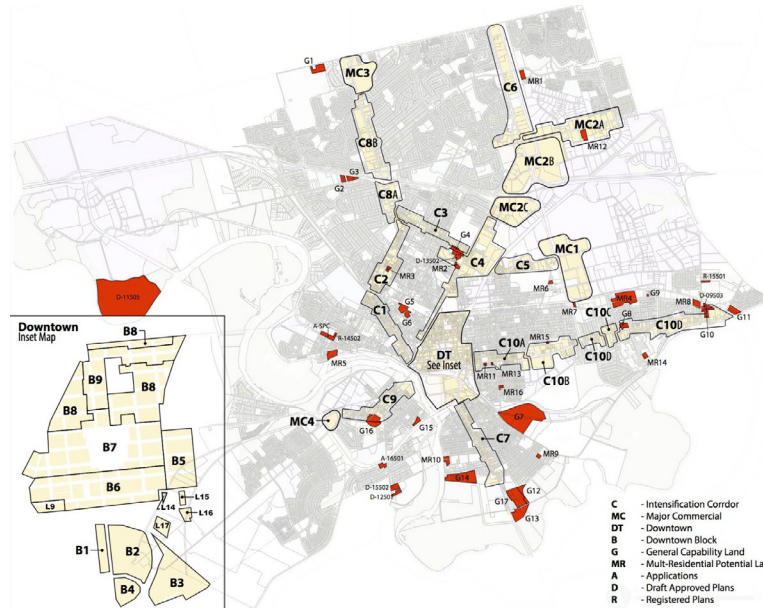 G1
MC3
C6
MR1
MC2A
MR12
C8B
MC2B
G3
G2
C8A
MC2C
C3
G4
MC1
D-13502
MR2
C4
C5
C2
MR3
D-11505
MR6
R-15501
G5
G6
C1
MR7
MR4
G9
D-09503
MR8
G11
G10
C10C
G8
C10D
A-SPC
R-14502
MR5
DT
See Inset
C10A
MR15
C10D
C10B
MR14
MR11
MR13
MR16
C9
MC4
G16
G15
G7
C7
A-16501
MR10
MR9
G14
D-15502
D-12501
G17
G12
G13
Downtown
Inset Map
B8
B9
B8
B8
B7
B5
B6
L9
L14
L15
L16
L17
B1
B2
B4
B3
C - Intensification Corrdor
MC - Major Commercial
DT - Downtown
B - Downtown Block
G - General Capability Land
MR - Mult-Residential Potential La
A - Applications
D - Draft Approved Plans
R - Registered Plans